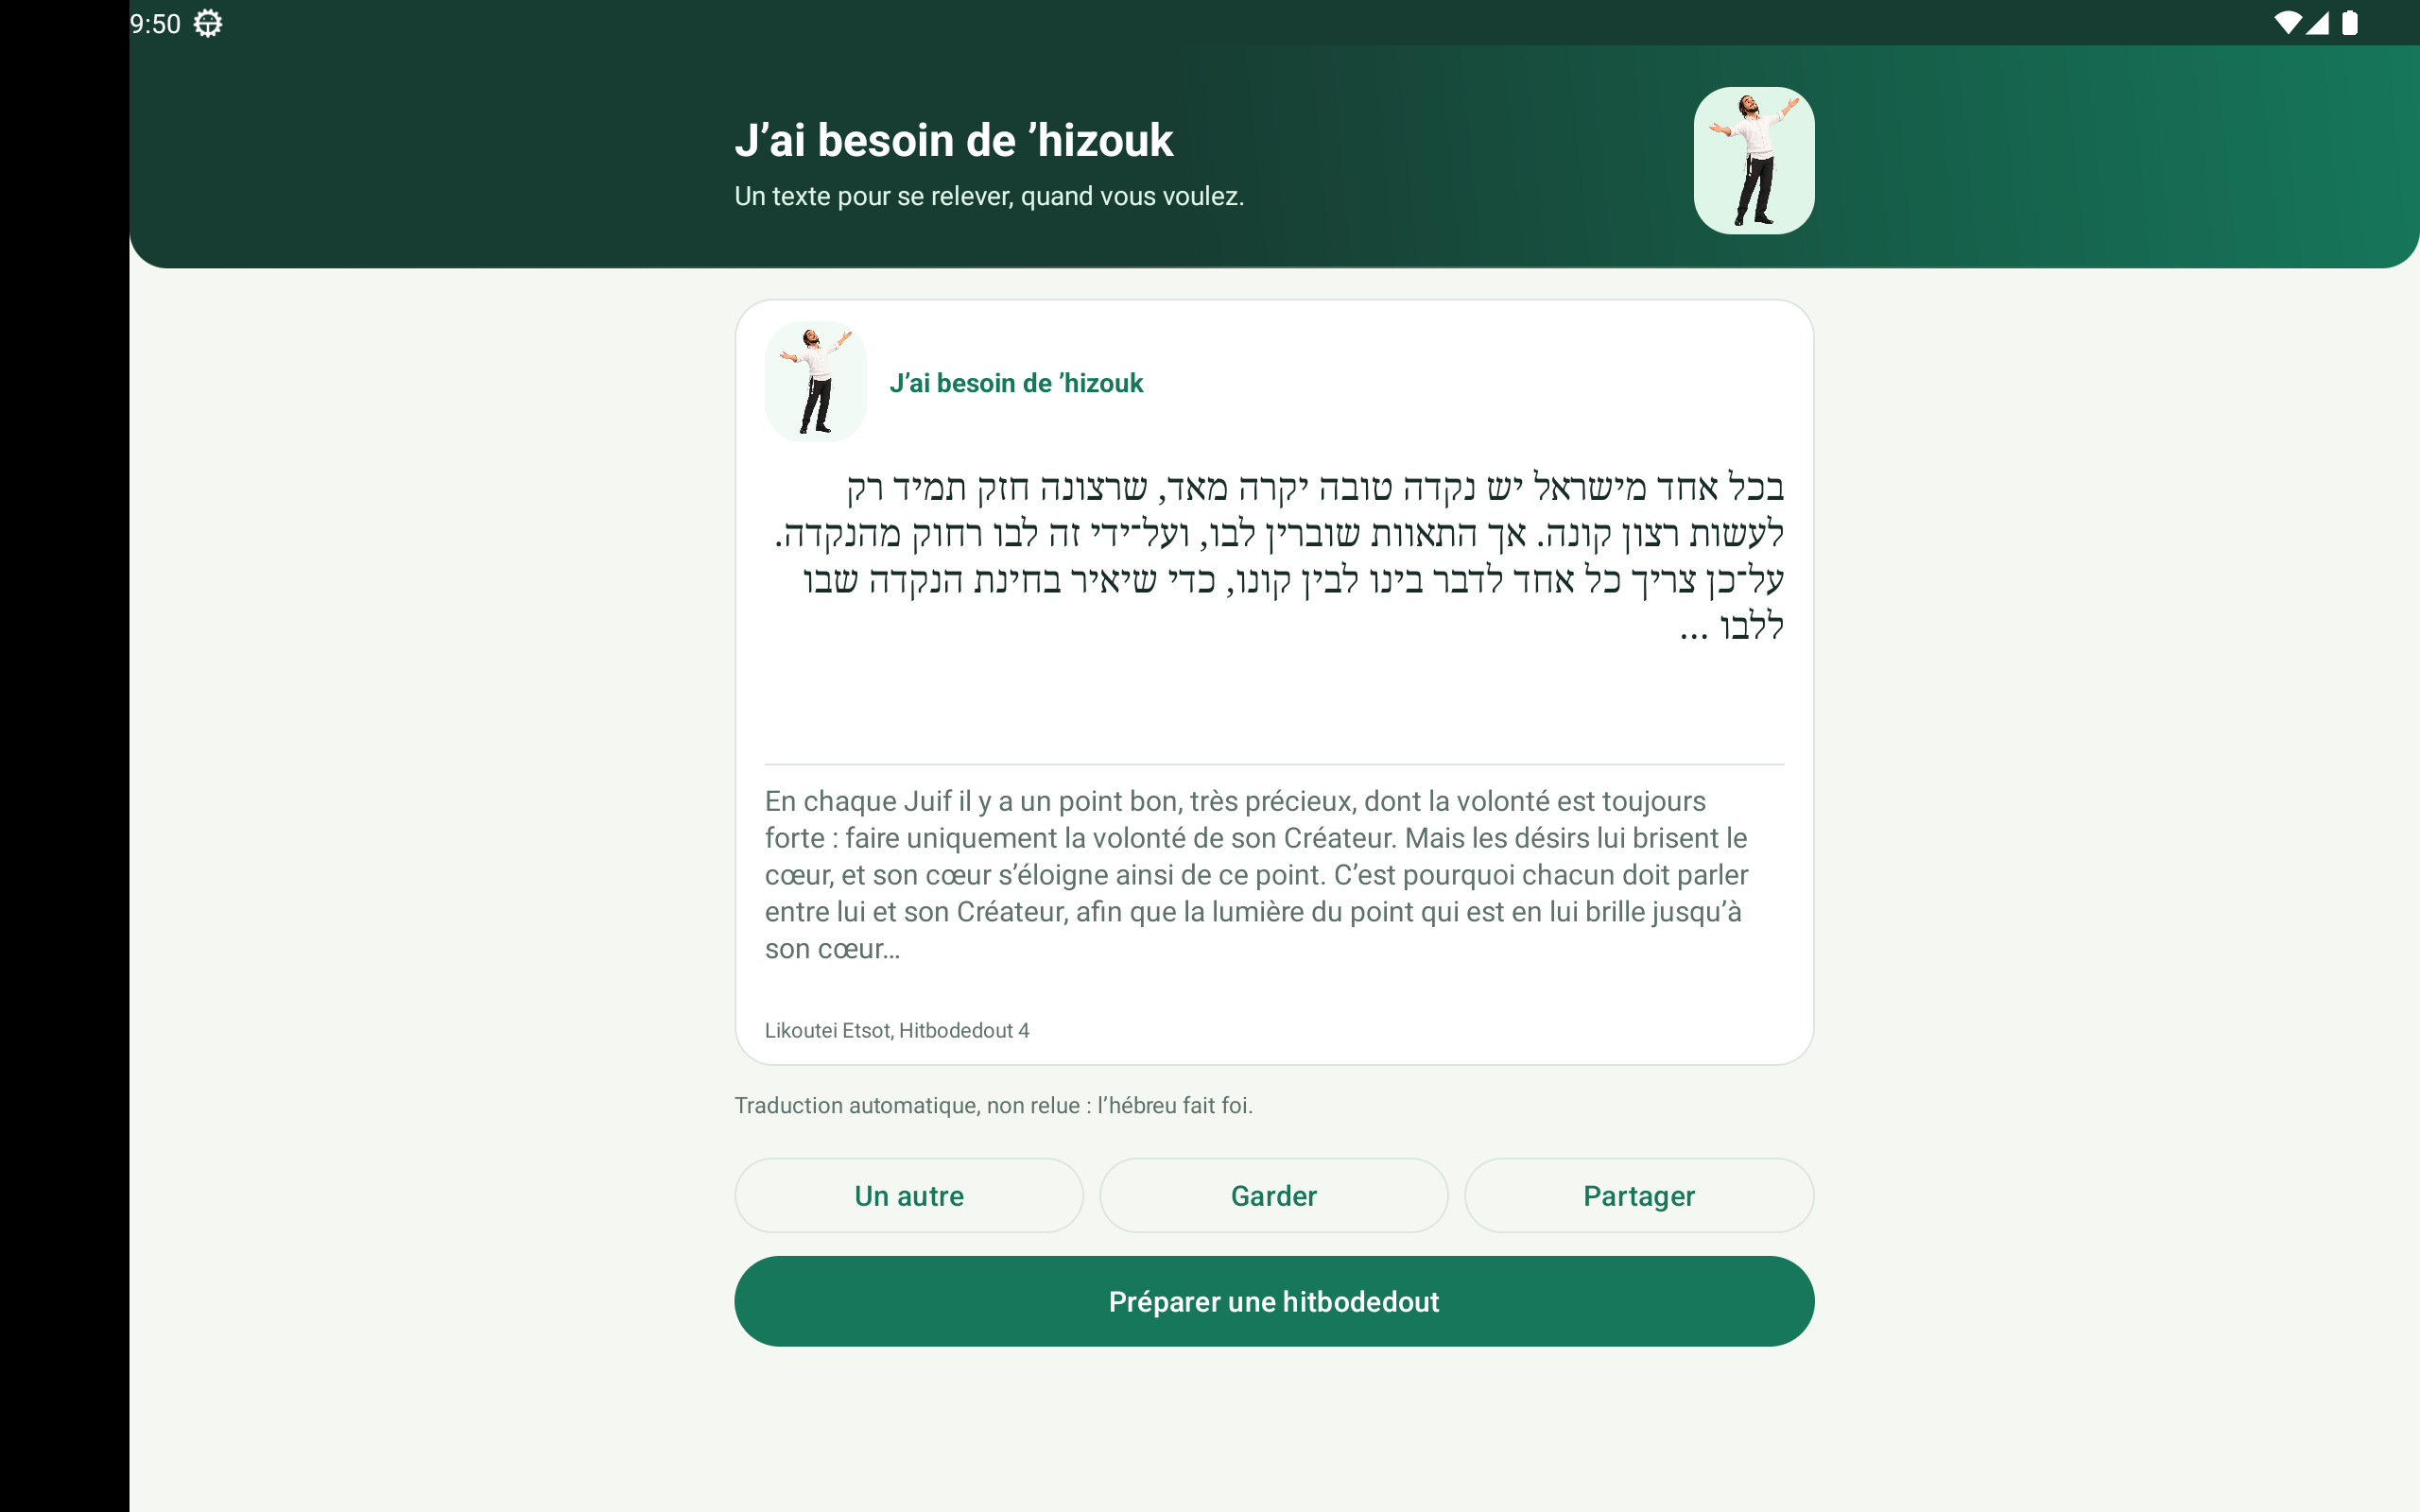 9:50
J’ai besoin de ’hizouk
Un texte pour se relever, quand vous voulez.
J’ai besoin de ’hizouk
בכל אחד מישראל יש נקדה טובה יקרה מאד, שרצונה חזק תמיד רק
לעשות רצון קונה. אך התאוות שוברין לבו, ועל־ידי זה לבו רחוק מהנקדה.
על־כן צריך כל אחד לדבר בינו לבין קונו, כדי שיאיר בחינת הנקדה שבו
ללבו ...
En chaque Juif il y a un point bon, très précieux, dont la volonté est toujours
forte : faire uniquement la volonté de son Créateur. Mais les désirs lui brisent le
cœur, et son cœur s’éloigne ainsi de ce point. C’est pourquoi chacun doit parler
entre lui et son Créateur, afin que la lumière du point qui est en lui brille jusqu’à
son cœur…
Likoutei Etsot, Hitbodedout 4
Traduction automatique, non relue : l’hébreu fait foi.
Un autre
Garder
Partager
Préparer une hitbodedout